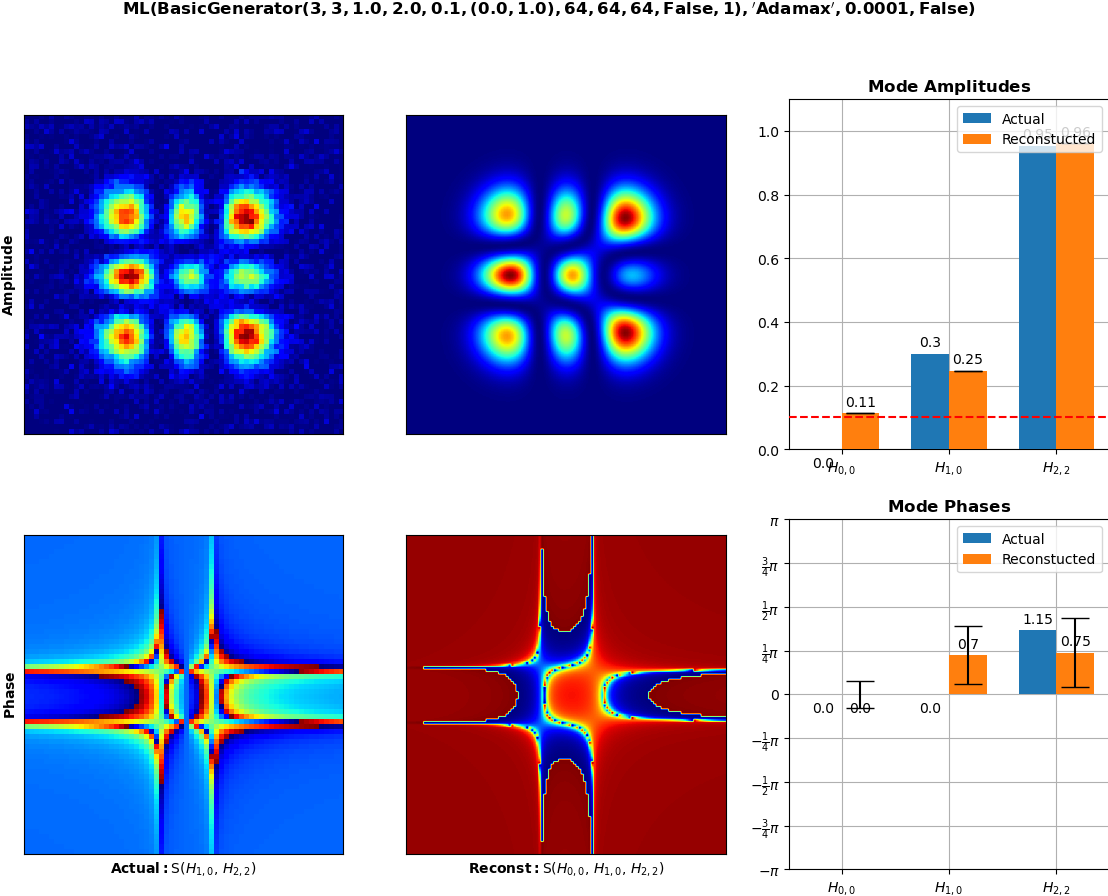 ML(BasicGenerator(3, 3, 1.0, 2.0, 0.1, (0.0, 1.0), 64, 64, 64, False, 1), 'Adamax', 0.0001, False)
Mode Amplitudes
Actual
Reconstucted
1.0
0.8
0.6
0.4
0.2
0.0
0.95
0.96
0.3
0.25
0.11
0.0
H0,0
H1,0
H2,2
Amplitude
Mode Phases
Actual
Reconstucted
π
3/4π
1/2π
1/4π
0
−1/4π
−1/2π
−3/4π
−π
1.15
0.75
0.7
0.0
0.0
0.0
H0,0
H1,0
H2,2
Phase
Actual: S(H1,0, H2,2)
Reconst: S(H0,0, H1,0, H2,2)